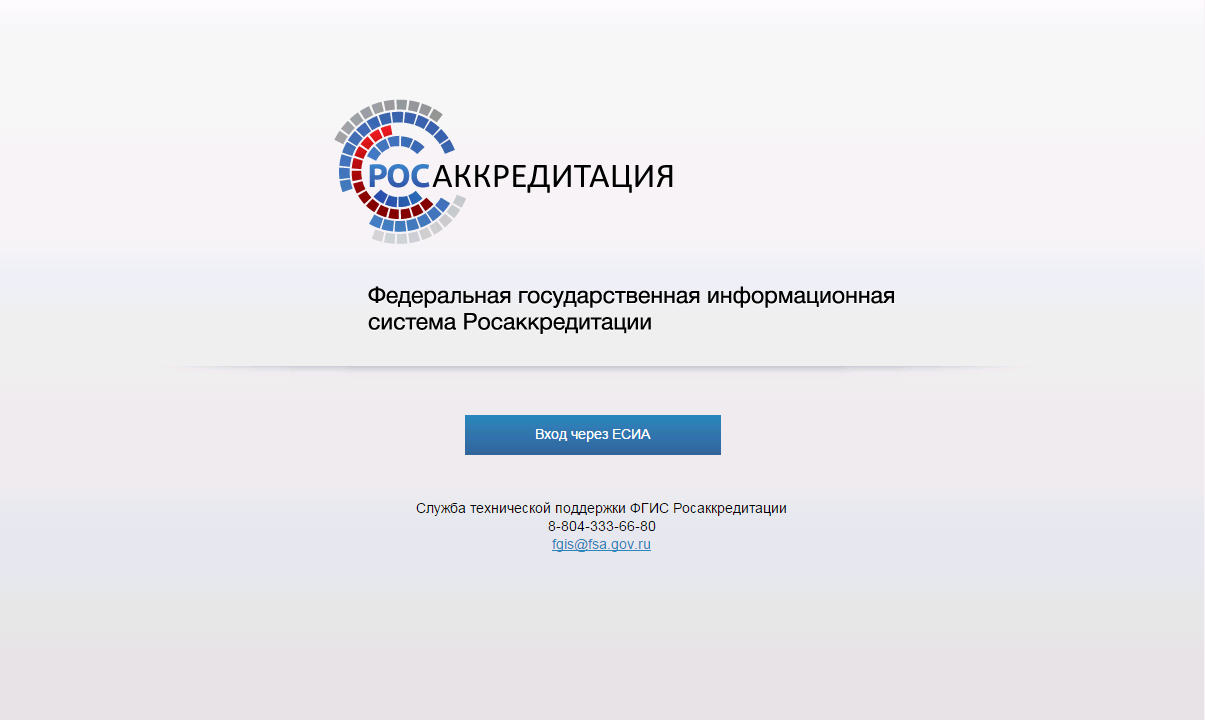 РОСАККРЕДИТАЦИЯ
Федеральная государственная информационная
система Росаккредитации
Вход через ЕСИА
Служба технической поддержки ФГИС Росаккредитации
8-804-333-66-80
fgis@fsa.gov.ru